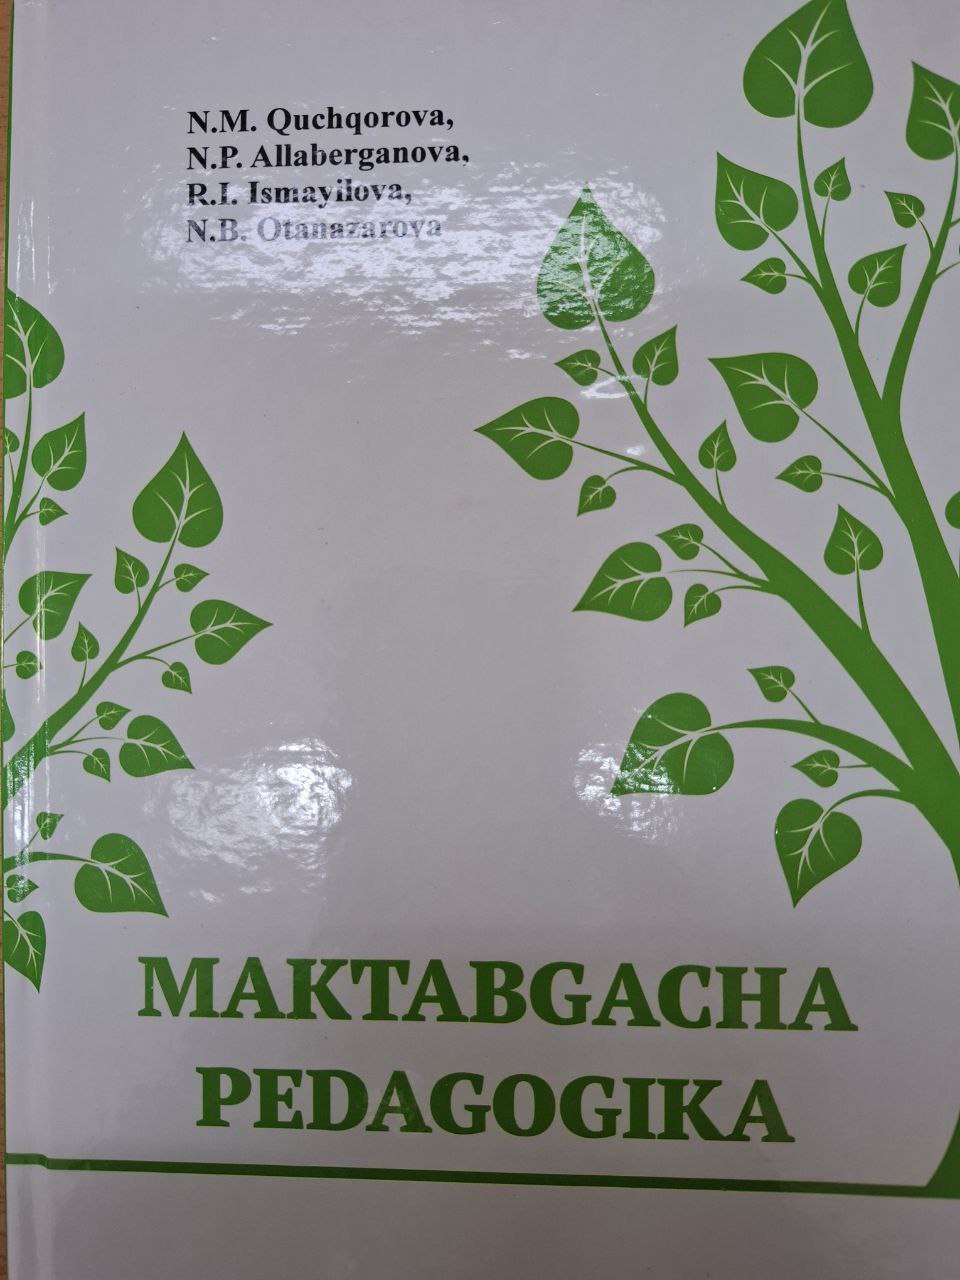 N.M. Quchqorova,
N.P. Allaberganova,
R.I. Ismayilova,
N.B. Otanazarova
MAKTABGACHA
PEDAGOGIKA